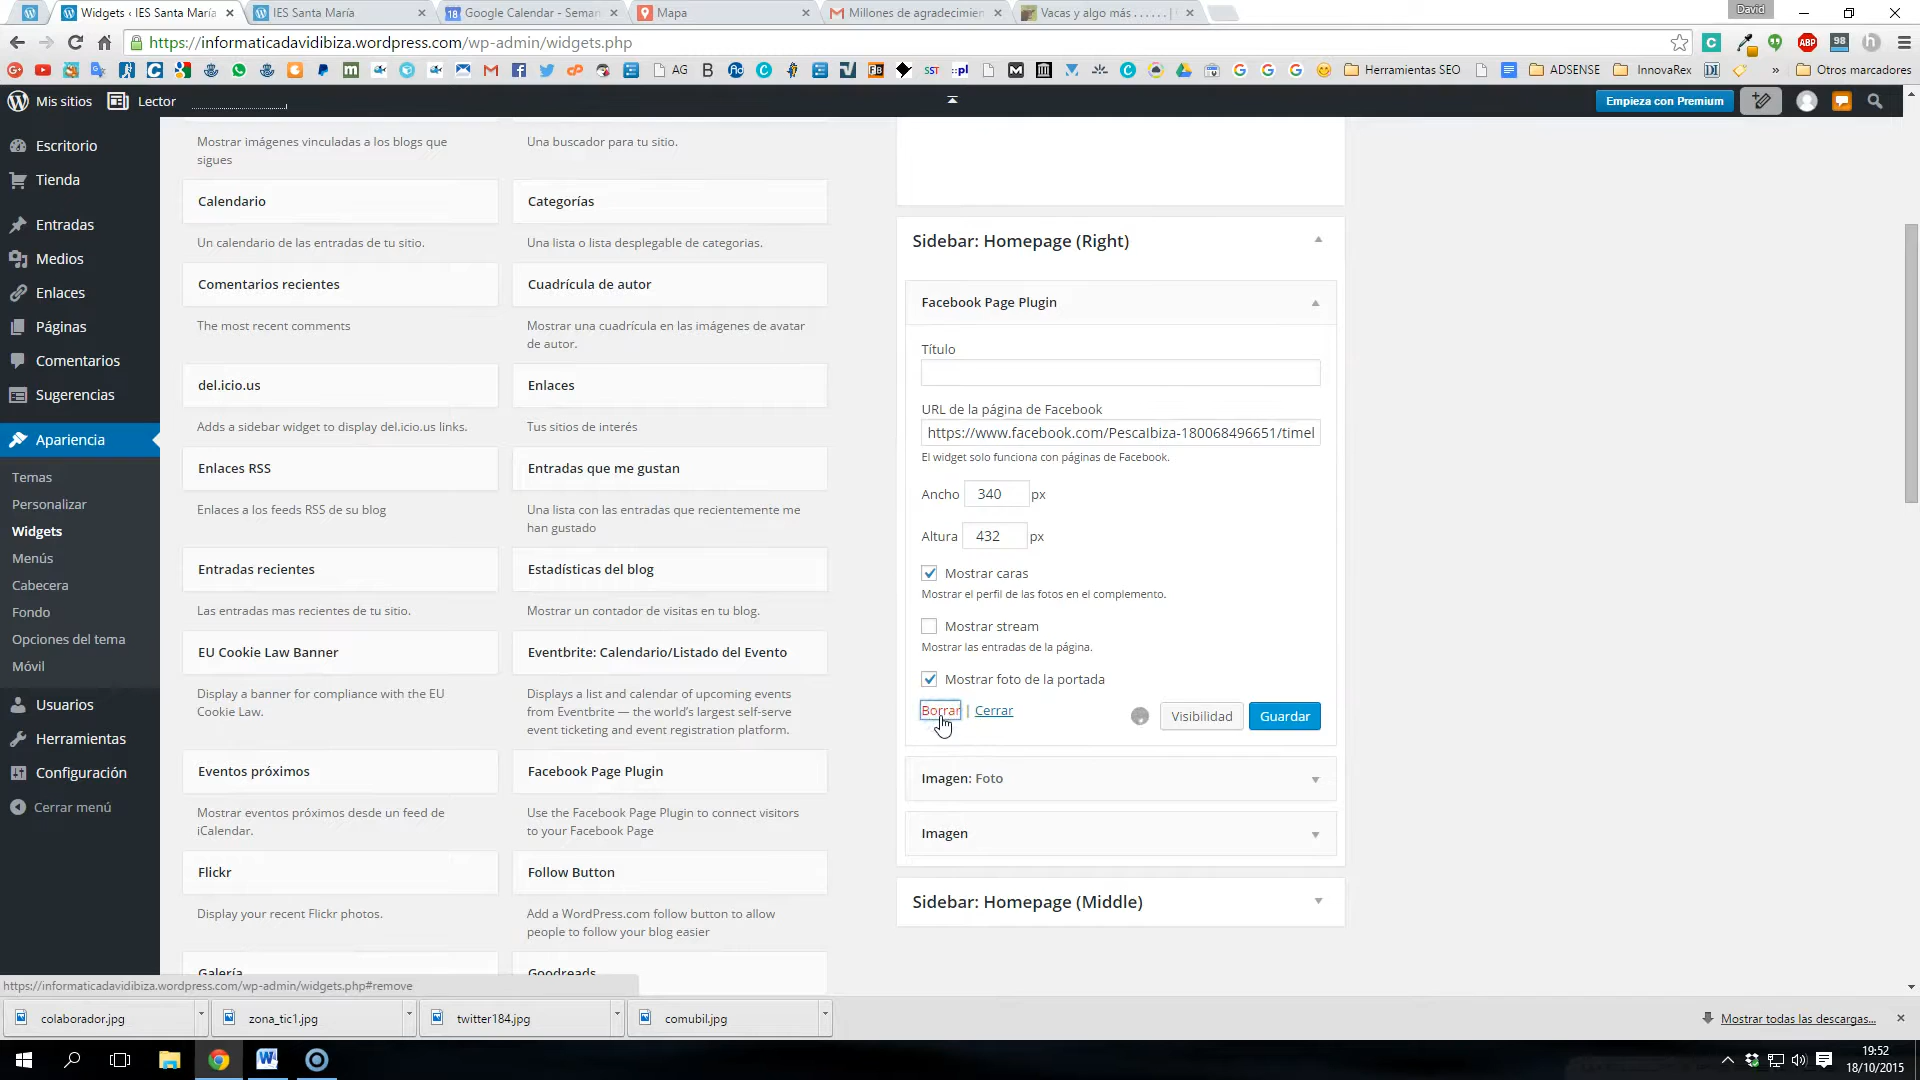 Widgets ‹ IES Santa María
IES Santa María
Google Calendar - Seman
Mapa
Millones de agradecimien
Vacas y algo más . . . . . . |
David
https://informaticadavidibiza.wordpress.com/wp-admin/widgets.php
AG
Herramientas SEO
ADSENSE
InnovaRex
»
Otros marcadores
Mis sitios
Lector
Empieza con Premium
Escritorio
Tienda
Entradas
Medios
Enlaces
Páginas
Comentarios
Sugerencias
Apariencia
Temas
Personalizar
Widgets
Menús
Cabecera
Fondo
Opciones del tema
Móvil
Usuarios
Herramientas
Configuración
Cerrar menú
Mostrar imágenes vinculadas a los blogs que
sigues
Una buscador para tu sitio.
Calendario
Categorías
Un calendario de las entradas de tu sitio.
Una lista o lista desplegable de categorias.
Comentarios recientes
Cuadrícula de autor
The most recent comments
Mostrar una cuadrícula en las imágenes de avatar
de autor.
del.icio.us
Enlaces
Adds a sidebar widget to display del.icio.us links.
Tus sitios de interés
Enlaces RSS
Entradas que me gustan
Enlaces a los feeds RSS de su blog
Una lista con las entradas que recientemente me
han gustado
Entradas recientes
Estadísticas del blog
Las entradas mas recientes de tu sitio.
Mostrar un contador de visitas en tu blog.
EU Cookie Law Banner
Eventbrite: Calendario/Listado del Evento
Display a banner for compliance with the EU
Cookie Law.
Displays a list and calendar of upcoming events
from Eventbrite — the world's largest self-serve
event ticketing and event registration platform.
Eventos próximos
Facebook Page Plugin
Mostrar eventos próximos desde un feed de
iCalendar.
Use the Facebook Page Plugin to connect visitors
to your Facebook Page
Flickr
Follow Button
Display your recent Flickr photos.
Add a WordPress.com follow button to allow
people to follow your blog easier
Galería
Goodreads
Sidebar: Homepage (Right)
Facebook Page Plugin
Título
URL de la página de Facebook
https://www.facebook.com/PescaIbiza-180068496651/timel
El widget solo funciona con páginas de Facebook.
Ancho 340 px
Altura 432 px
Mostrar caras
Mostrar el perfil de las fotos en el complemento.
Mostrar stream
Mostrar las entradas de la página.
Mostrar foto de la portada
Borrar | Cerrar
Visibilidad
Guardar
Imagen: Foto
Imagen
Sidebar: Homepage (Middle)
https://informaticadavidibiza.wordpress.com/wp-admin/widgets.php#remove
colaborador.jpg
zona_tic1.jpg
twitter184.jpg
comubil.jpg
Mostrar todas las descargas...
19:52
18/10/2015